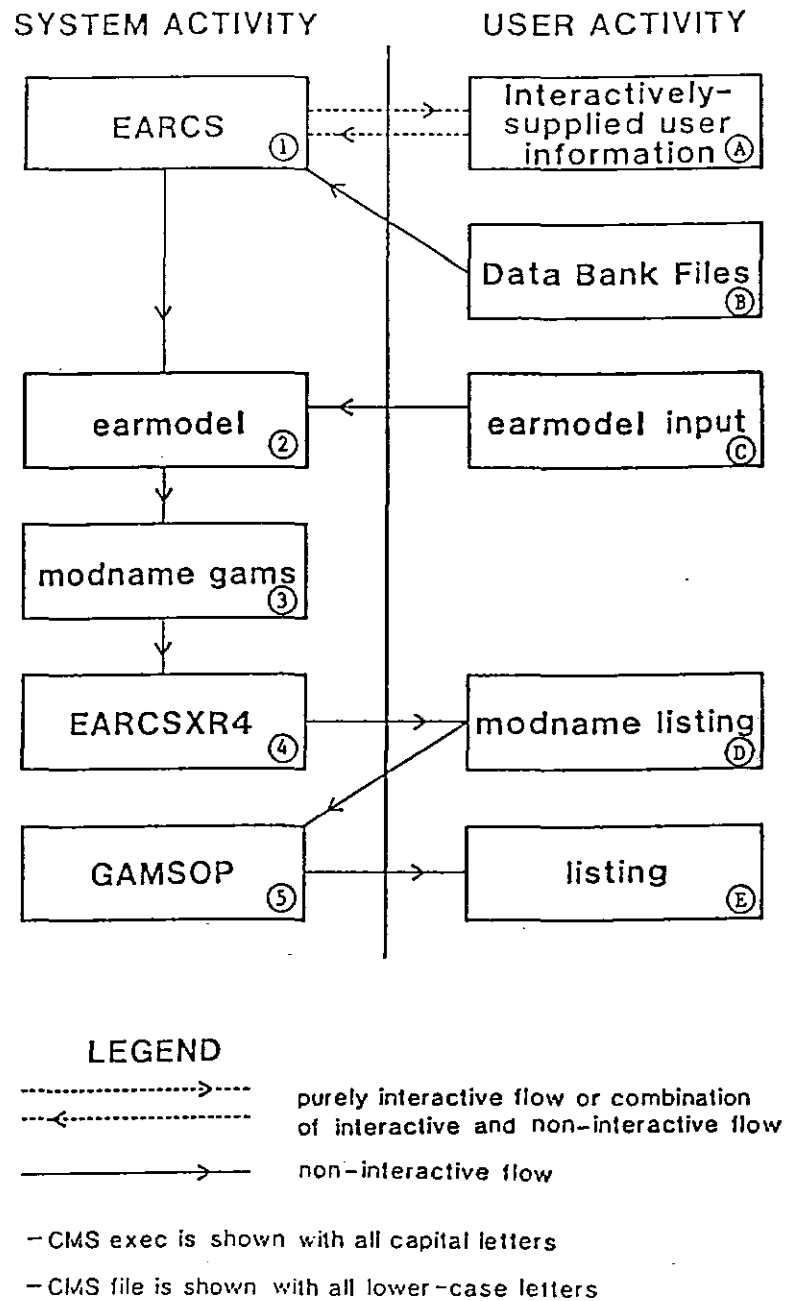 SYSTEM ACTIVITY
USER ACTIVITY
EARCS
1
Interactively-
supplied user
information
A
Data Bank Files
B
earmodel
2
earmodel input
C
modname gams
3
EARCSXR4
4
modname listing
D
GAMSOP
5
listing
E
LEGEND
purely interactive flow or combination
of interactive and non-interactive flow
non-interactive flow
-CMS exec is shown with all capital letters
-CMS file is shown with all lower-case letters